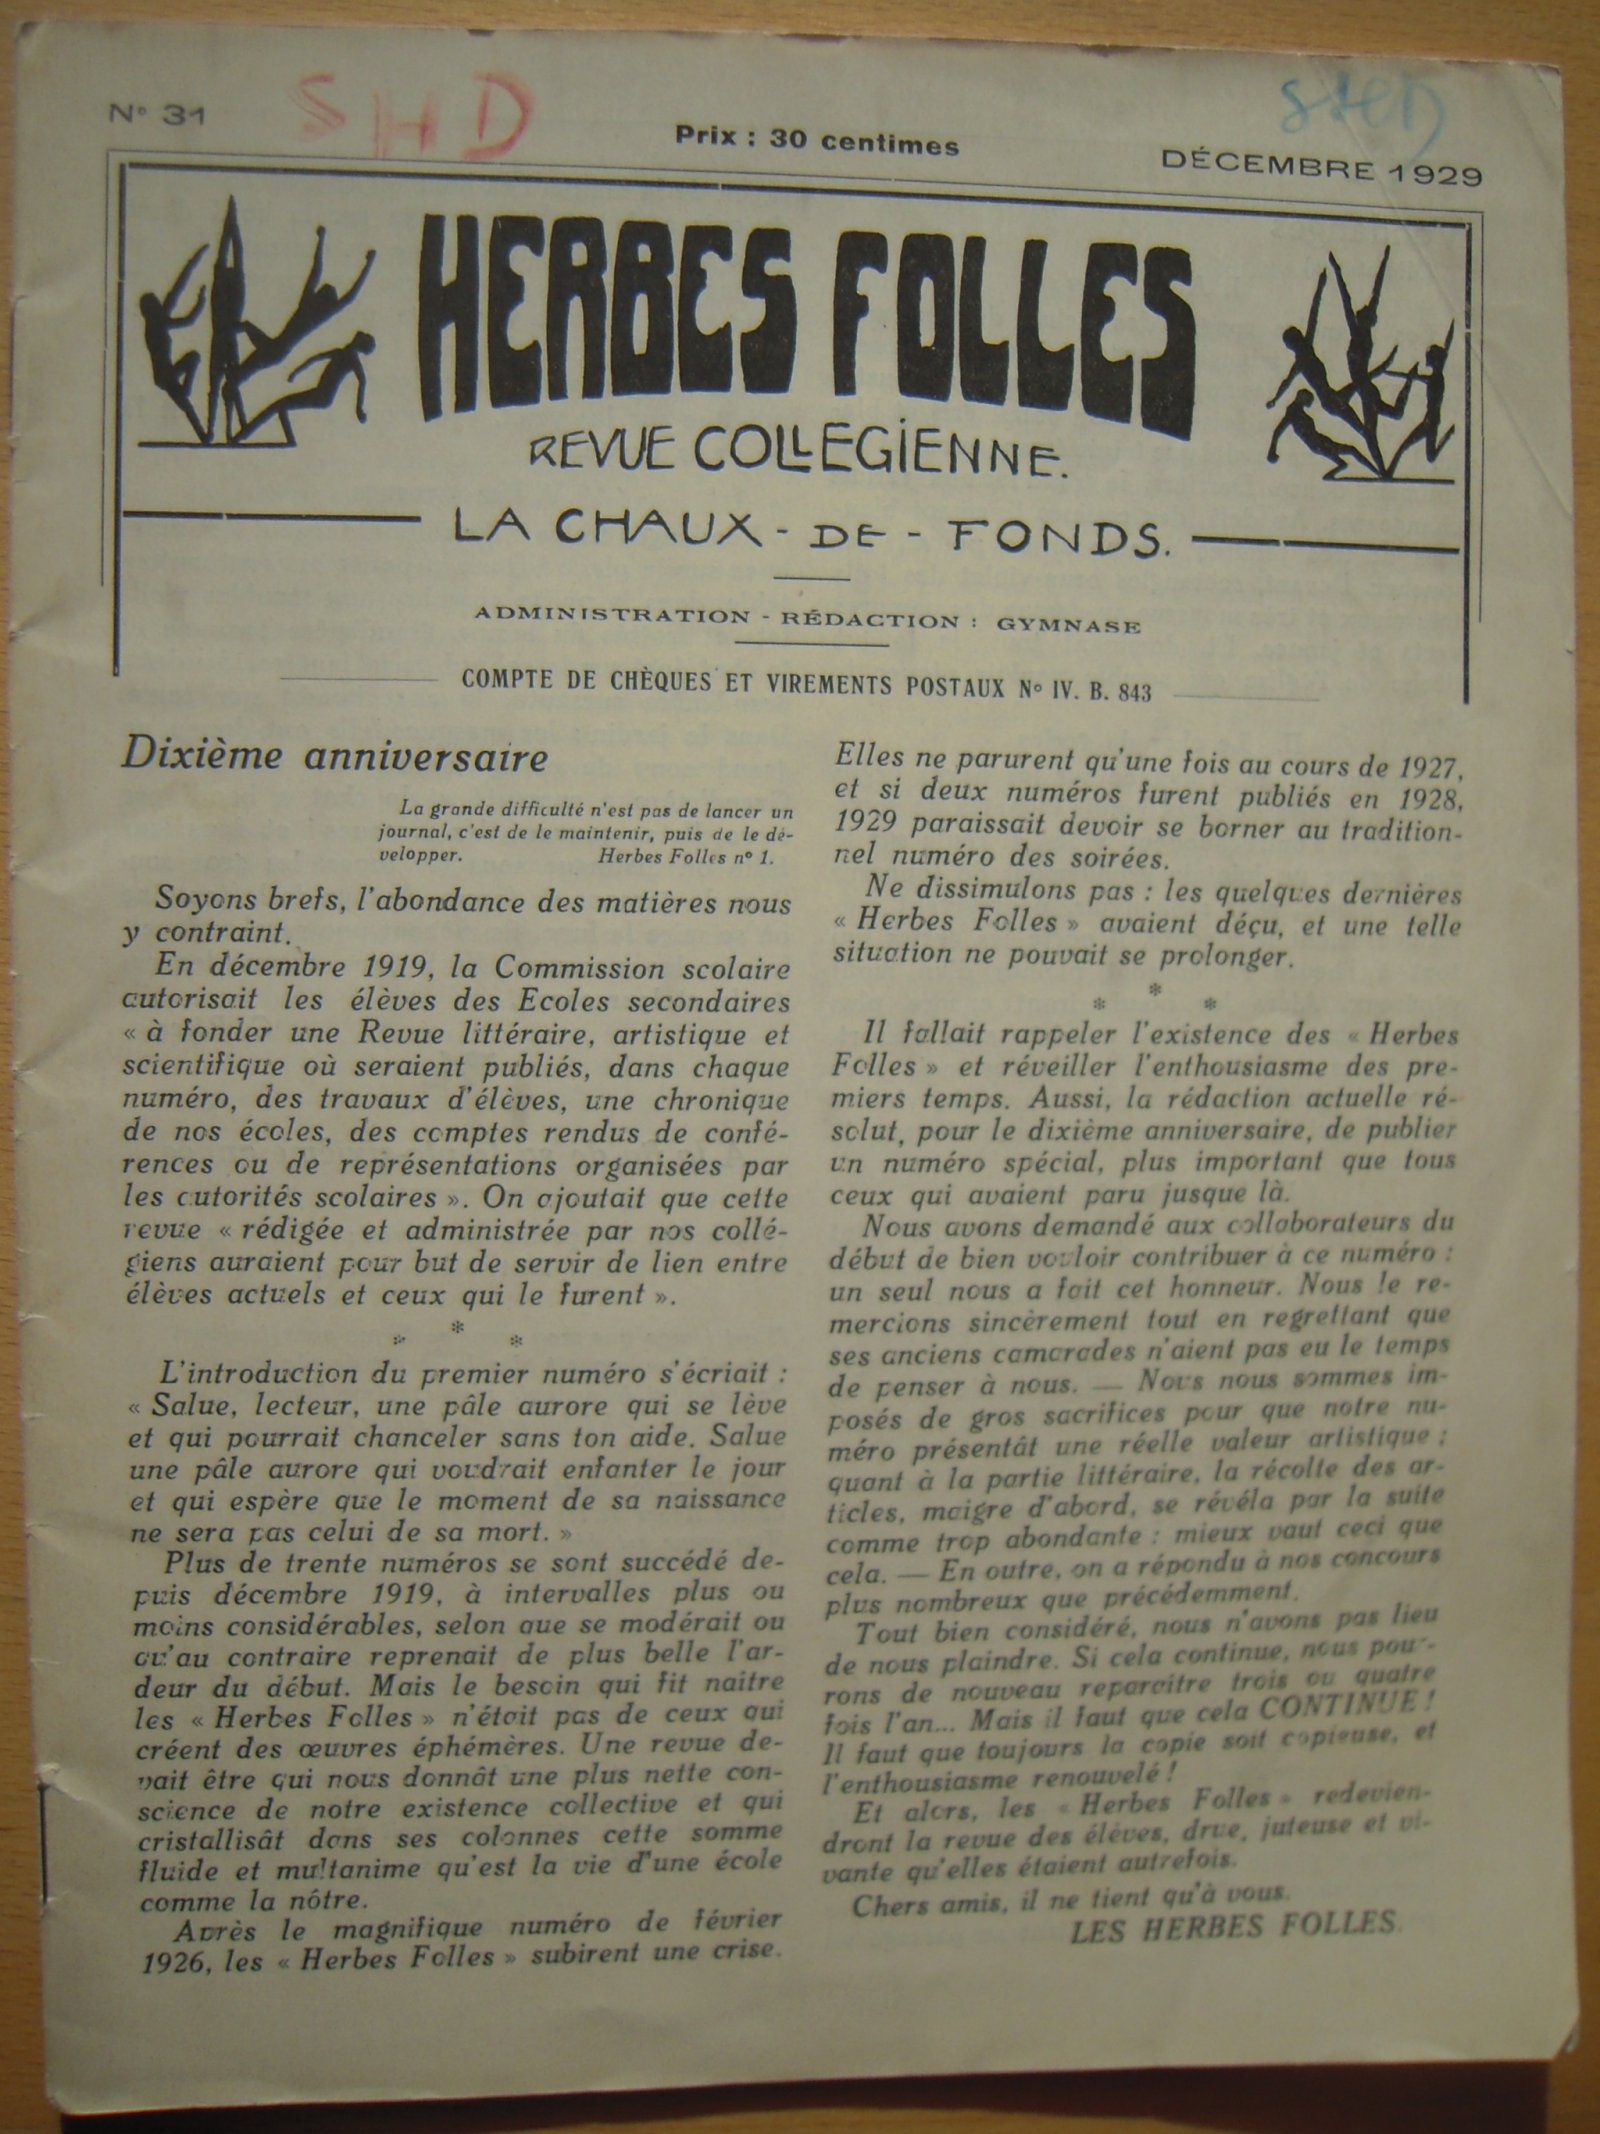 N° 31
SHD
Prix : 30 centimes
DÉCEMBRE 1929
HERBES FOLLES
REVUE COLLEGIENNE.
LA CHAUX-DE-FONDS.
ADMINISTRATION - RÉDACTION : GYMNASE
COMPTE DE CHÈQUES ET VIREMENTS POSTAUX N° IV. B. 843
Dixième anniversaire
La grande difficulté n'est pas de lancer un
journal, c'est de le maintenir, puis de le dé-
velopper. Herbes Folles n° 1.
Soyons brefs, l'abondance des matières nous
y contraint.
En décembre 1919, la Commission scolaire
autorisait les élèves des Ecoles secondaires
« à fonder une Revue littéraire, artistique et
scientifique où seraient publiés, dans chaque
numéro, des travaux d'élèves, une chronique
de nos écoles, des comptes rendus de confé-
rences ou de représentations organisées par
les autorités scolaires ». On ajoutait que cette
revue « rédigée et administrée par nos collé-
giens auraient pour but de servir de lien entre
élèves actuels et ceux qui le furent ».
* * *
L'introduction du premier numéro s'écriait :
« Salue, lecteur, une pâle aurore qui se lève
et qui pourrait chanceler sans ton aide. Salue
une pâle aurore qui voudrait enfanter le jour
et qui espère que le moment de sa naissance
ne sera pas celui de sa mort. »
Plus de trente numéros se sont succédé de-
puis décembre 1919, à intervalles plus ou
moins considérables, selon que se modérait ou
qu'au contraire reprenait de plus belle l'ar-
deur du début. Mais le besoin qui fit naître
les « Herbes Folles » n'était pas de ceux qui
créent des œuvres éphémères. Une revue de-
vait être qui nous donnât une plus nette con-
science de notre existence collective et qui
cristallisât dans ses colonnes cette somme
fluide et multanime qu'est la vie d'une école
comme la nôtre.
Après le magnifique numéro de février
1926, les « Herbes Folles » subirent une crise.
Elles ne parurent qu'une fois au cours de 1927,
et si deux numéros furent publiés en 1928,
1929 paraissait devoir se borner au tradition-
nel numéro des soirées.
Ne dissimulons pas : les quelques dernières
« Herbes Folles » avaient déçu, et une telle
situation ne pouvait se prolonger.
* * *
Il fallait rappeler l'existence des « Herbes
Folles » et réveiller l'enthousiasme des pre-
miers temps. Aussi, la rédaction actuelle ré-
solut, pour le dixième anniversaire, de publier
un numéro spécial, plus important que tous
ceux qui avaient paru jusque là.
Nous avons demandé aux collaborateurs du
début de bien vouloir contribuer à ce numéro :
un seul nous a fait cet honneur. Nous le re-
mercions sincèrement tout en regrettant que
ses anciens camarades n'aient pas eu le temps
de penser à nous. — Nous nous sommes im-
posés de gros sacrifices pour que notre nu-
méro présentât une réelle valeur artistique ;
quant à la partie littéraire, la récolte des ar-
ticles, maigre d'abord, se révéla par la suite
comme trop abondante : mieux vaut ceci que
cela. — En outre, on a répondu à nos concours
plus nombreux que précédemment.
Tout bien considéré, nous n'avons pas lieu
de nous plaindre. Si cela continue, nous pour-
rons de nouveau reparaître trois ou quatre
fois l'an... Mais il faut que cela CONTINUE !
Il faut que toujours la copie soit copieuse, et
l'enthousiasme renouvelé !
Et alors, les « Herbes Folles » redevien-
dront la revue des élèves, drue, juteuse et vi-
vante qu'elles étaient autrefois.
Chers amis, il ne tient qu'à vous.
LES HERBES FOLLES.